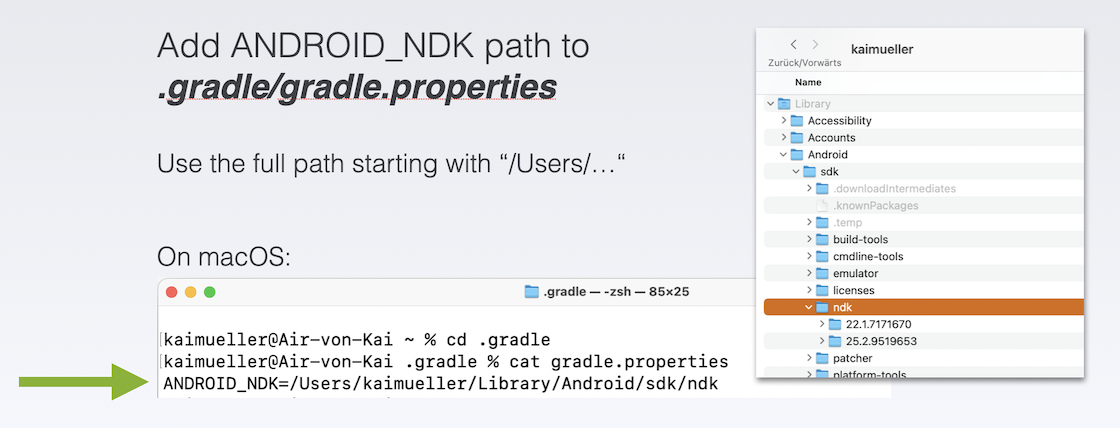 Add ANDROID_NDK path to
.gradle/gradle.properties
Use the full path starting with “/Users/…“
On macOS:
.gradle — -zsh — 85×25
kaimueller@Air-von-Kai ~ % cd .gradle
kaimueller@Air-von-Kai .gradle % cat gradle.properties
ANDROID_NDK=/Users/kaimueller/Library/Android/sdk/ndk
kaimueller
Zurück/Vorwärts
Name
Library
Accessibility
Accounts
Android
sdk
.downloadIntermediates
.knownPackages
.temp
build-tools
cmdline-tools
emulator
licenses
ndk
22.1.7171670
25.2.9519653
patcher
platform-tools